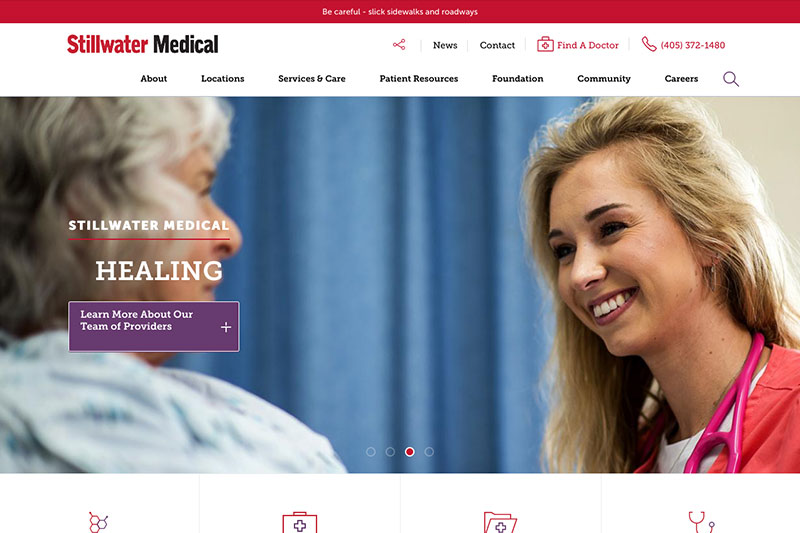 Be careful - slick sidewalks and roadways
Stillwater Medical
News Contact Find A Doctor (405) 372-1480
About Locations Services & Care Patient Resources Foundation Community Careers
STILLWATER MEDICAL
HEALING
Learn More About Our
Team of Providers